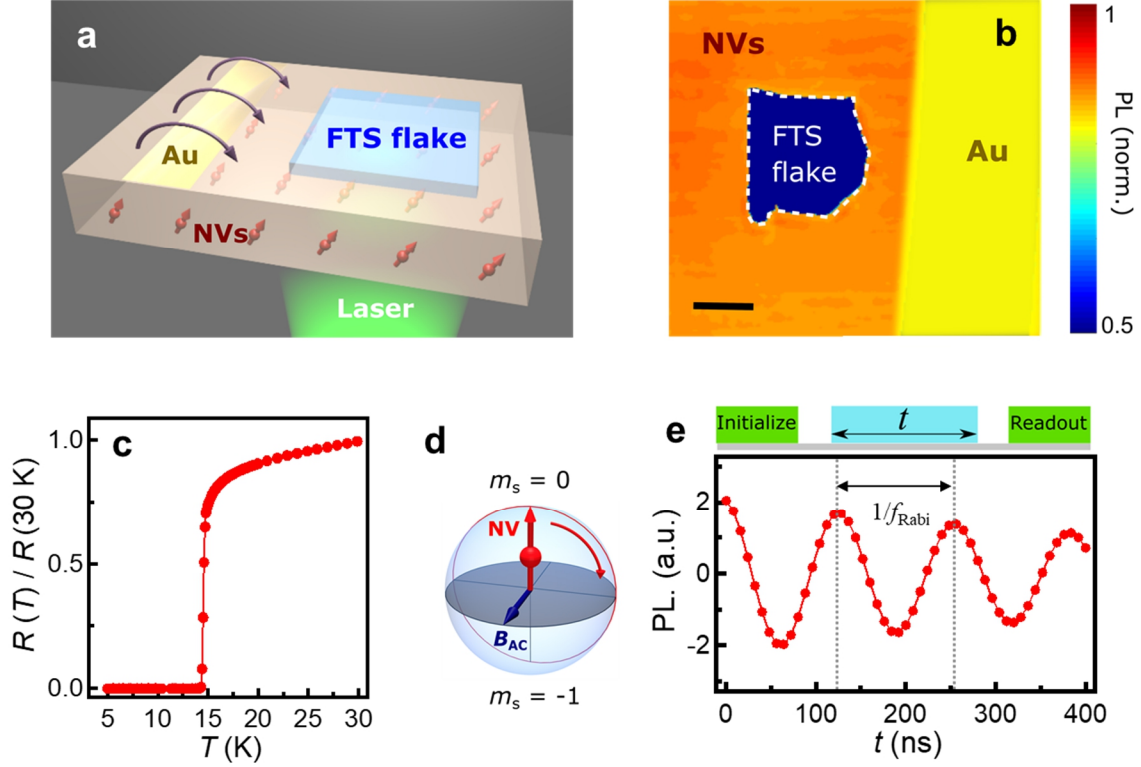 a
Au
FTS flake
NVs
Laser
NVs
b
FTS
flake
Au
1
PL (norm.)
0.5
c
R (T) / R (30 K)
1.0
0.5
0.0
5 10 15 20 25 30
T (K)
d
mₛ = 0
NV
B_AC
mₛ = -1
e
Initialize
t
Readout
1/f_Rabi
PL. (a.u.)
2
0
-2
0 100 200 300 400
t (ns)